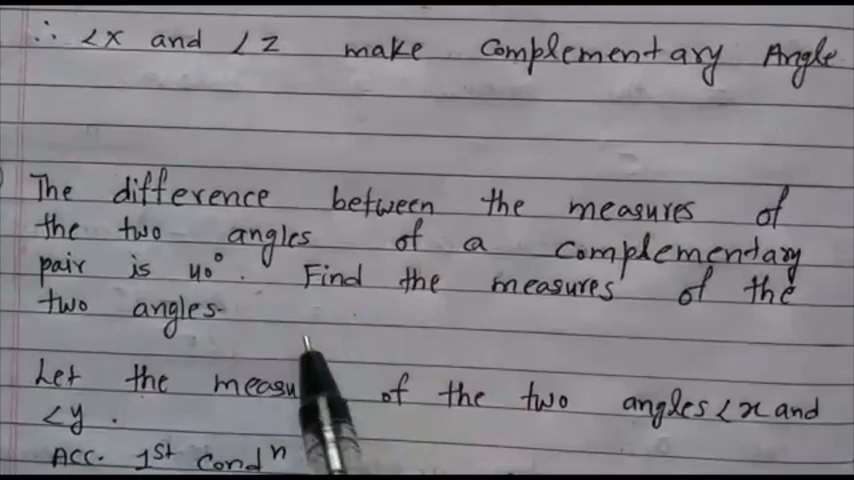 ∴ ∠x and ∠z make Complementary Angle
The difference between the measures of
the two angles of a complementary
pair is 40°. Find the measures of the
two angles.
Let the measu of the two angles ∠x and
∠y.
Acc. 1st condⁿ